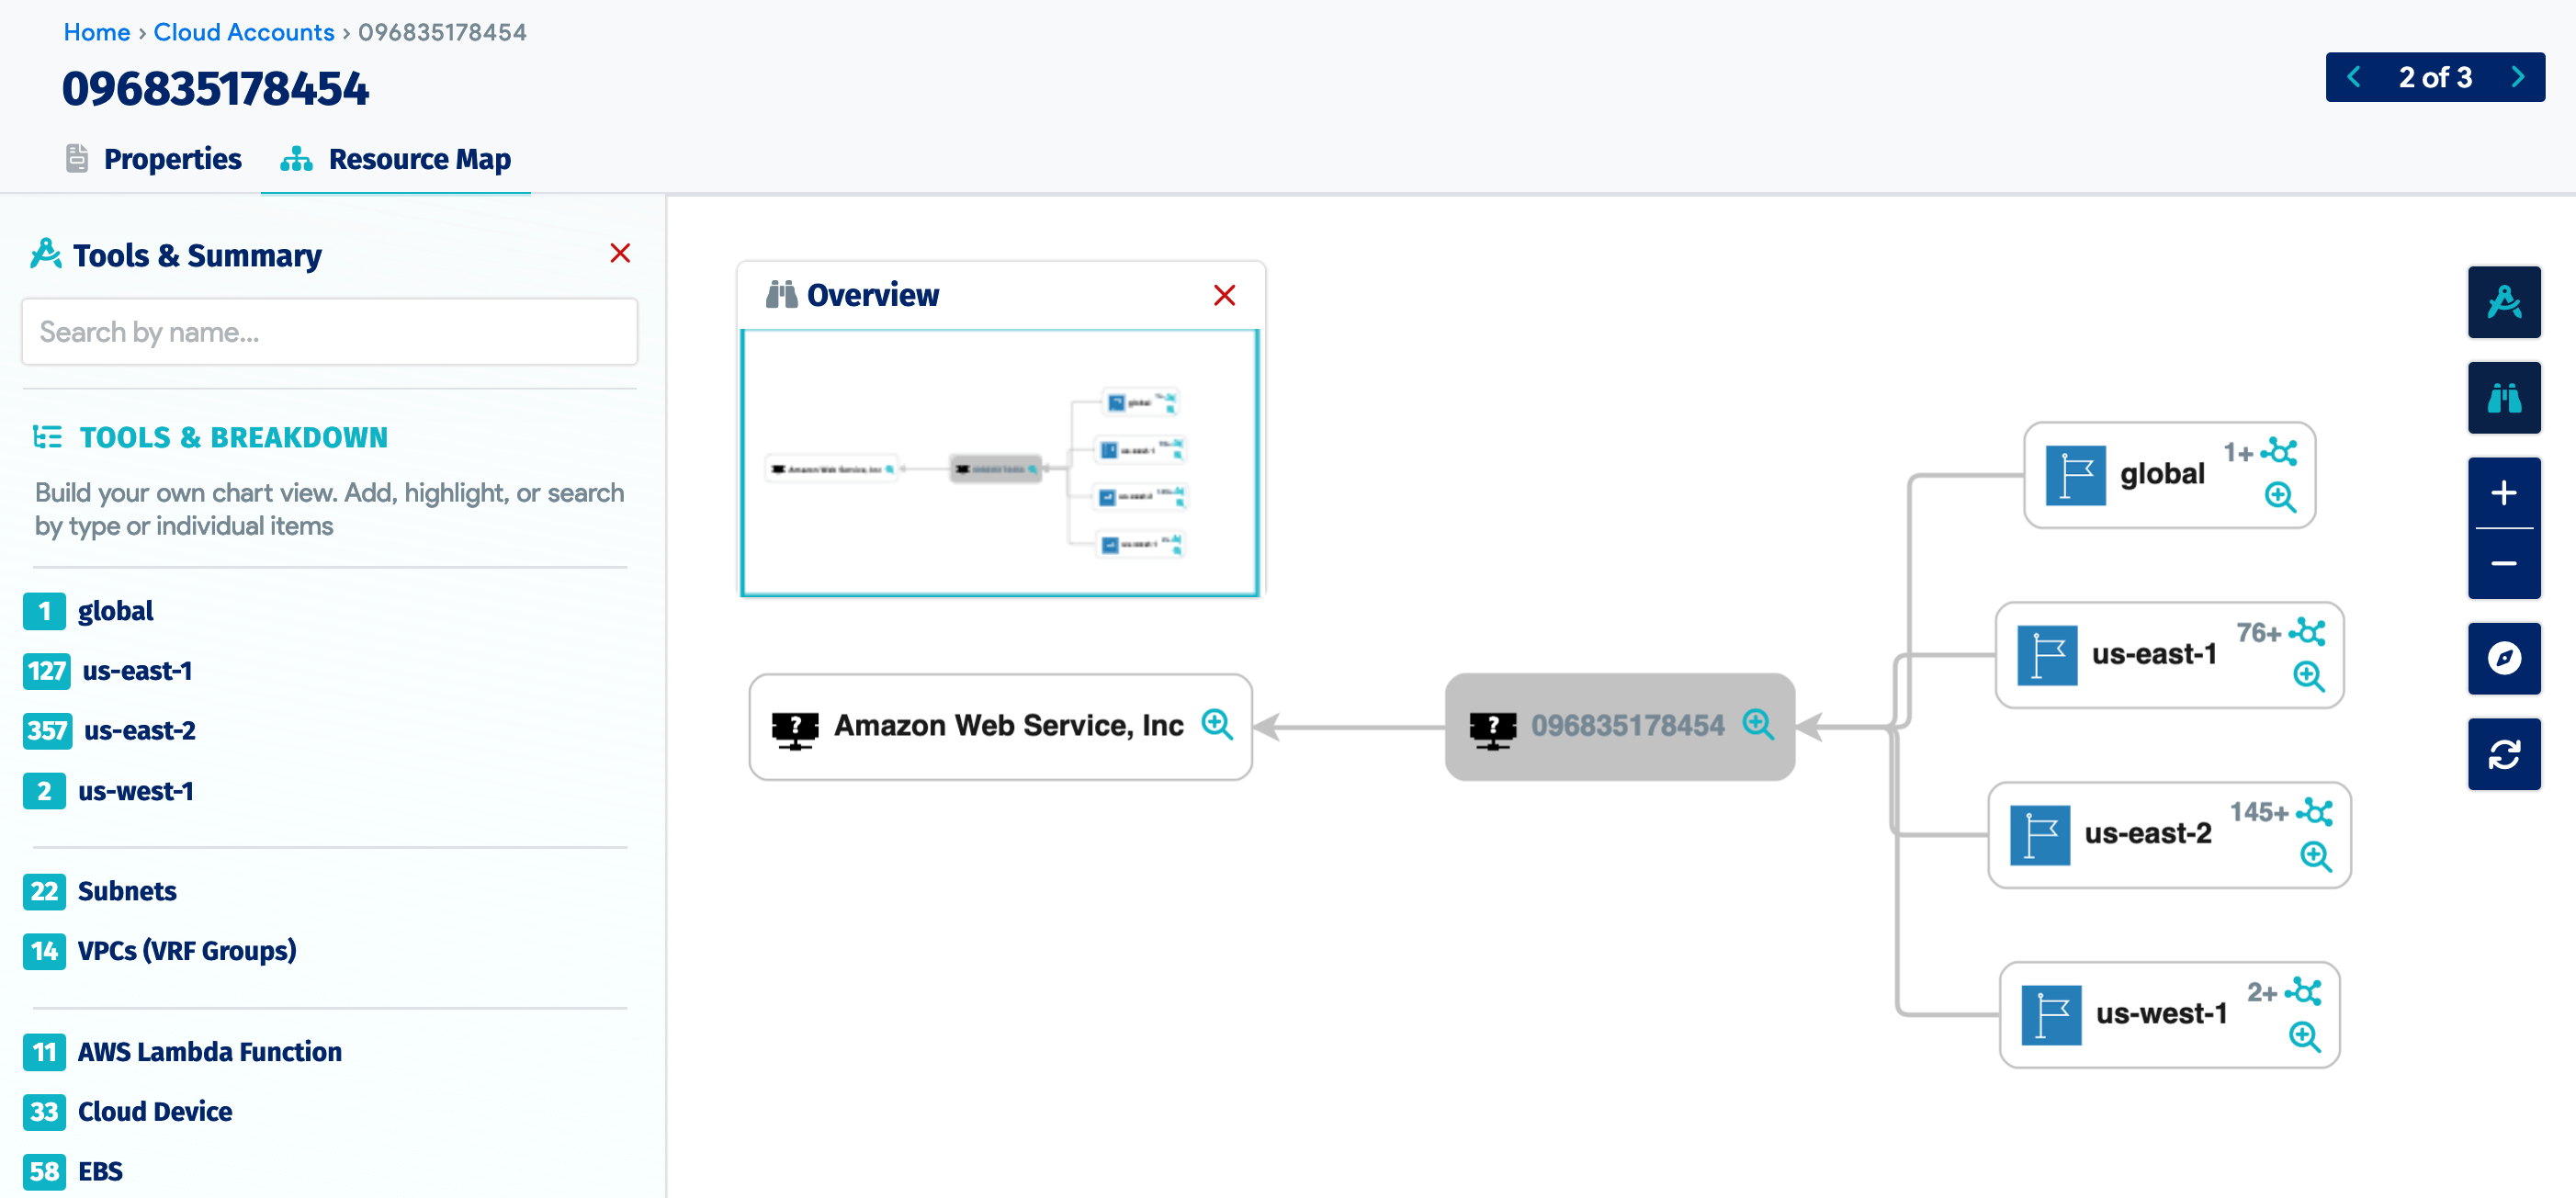 Home › Cloud Accounts › 096835178454
096835178454
2 of 3
Properties
Resource Map
Tools & Summary
Search by name...
TOOLS & BREAKDOWN
Build your own chart view. Add, highlight, or search
by type or individual items
1 global
127 us-east-1
357 us-east-2
2 us-west-1
22 Subnets
14 VPCs (VRF Groups)
11 AWS Lambda Function
33 Cloud Device
58 EBS
Overview
Amazon Web Service, Inc
096835178454
global 1+
us-east-1 76+
us-east-2 145+
us-west-1 2+